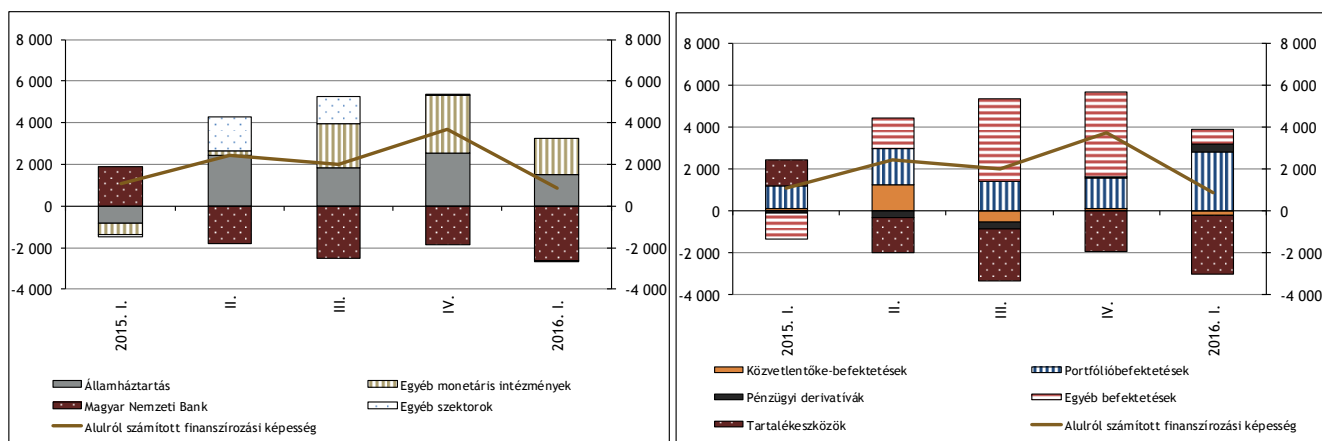 8 000 8 000
6 000 6 000
4 000 4 000
2 000 2 000
0 0
-2 000 -2 000
-4 000 -4 000
2015. I. II. III. IV. 2016. I.
Államháztartás Egyéb monetáris intézmények
Magyar Nemzeti Bank Egyéb szektorok
Alulról számított finanszírozási képesség
8 000 8 000
6 000 6 000
4 000 4 000
2 000 2 000
0 0
-2 000 -2 000
-4 000 -4 000
2015. I. II. III. IV. 2016. I.
Közvetlentőke-befektetések Portfólióbefektetések
Pénzügyi derivatívák Egyéb befektetések
Tartalékeszközök Alulról számított finanszírozási képesség